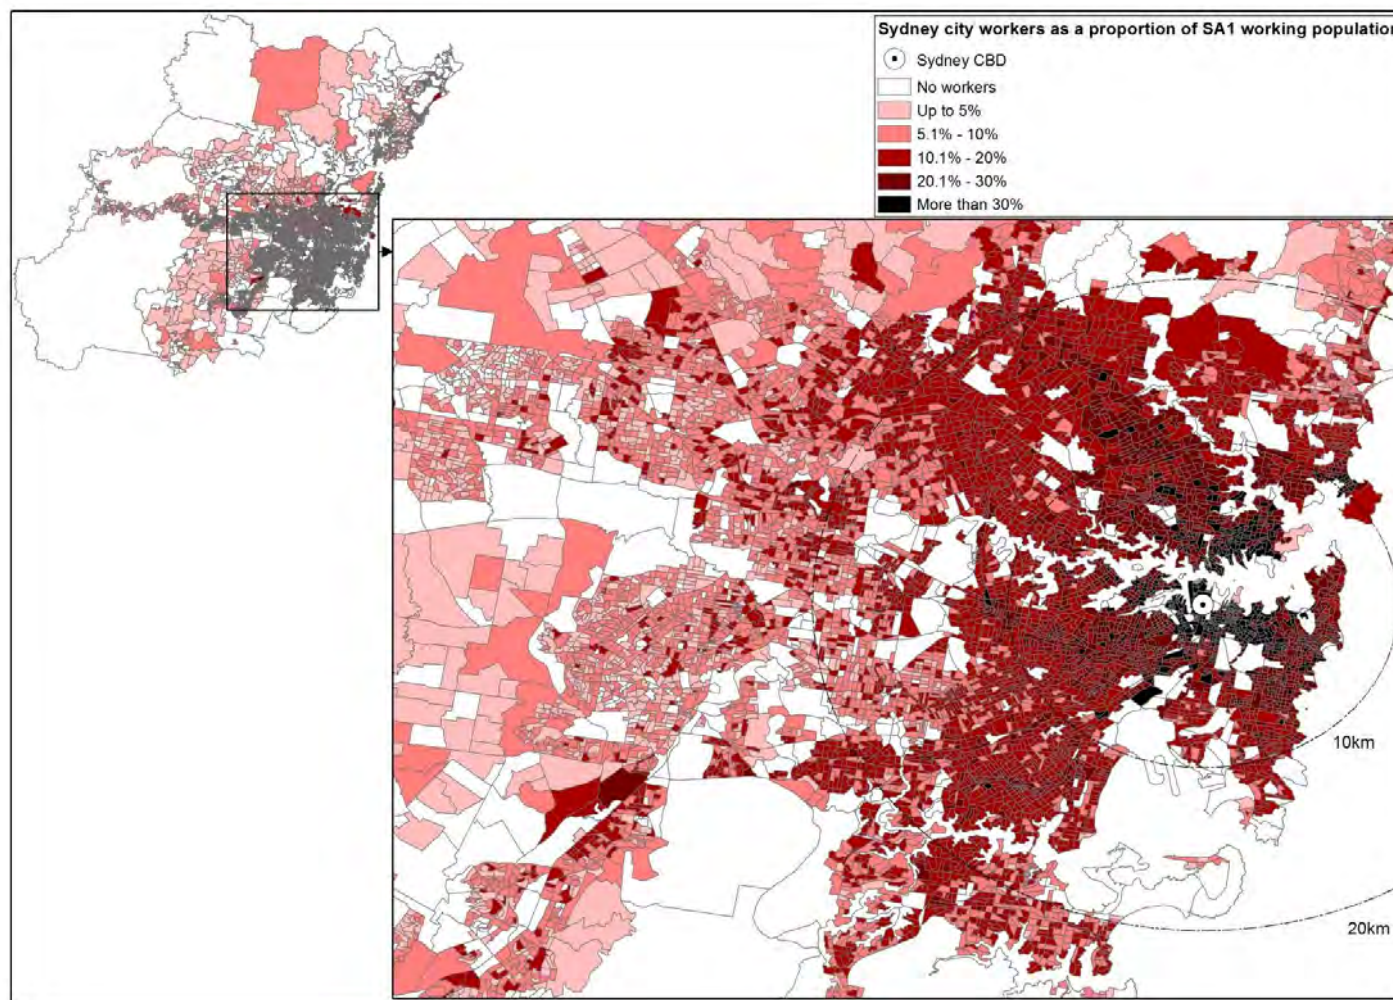 Sydney city workers as a proportion of SA1 working population
Sydney CBD
No workers
Up to 5%
5.1% - 10%
10.1% - 20%
20.1% - 30%
More than 30%
10km
20km